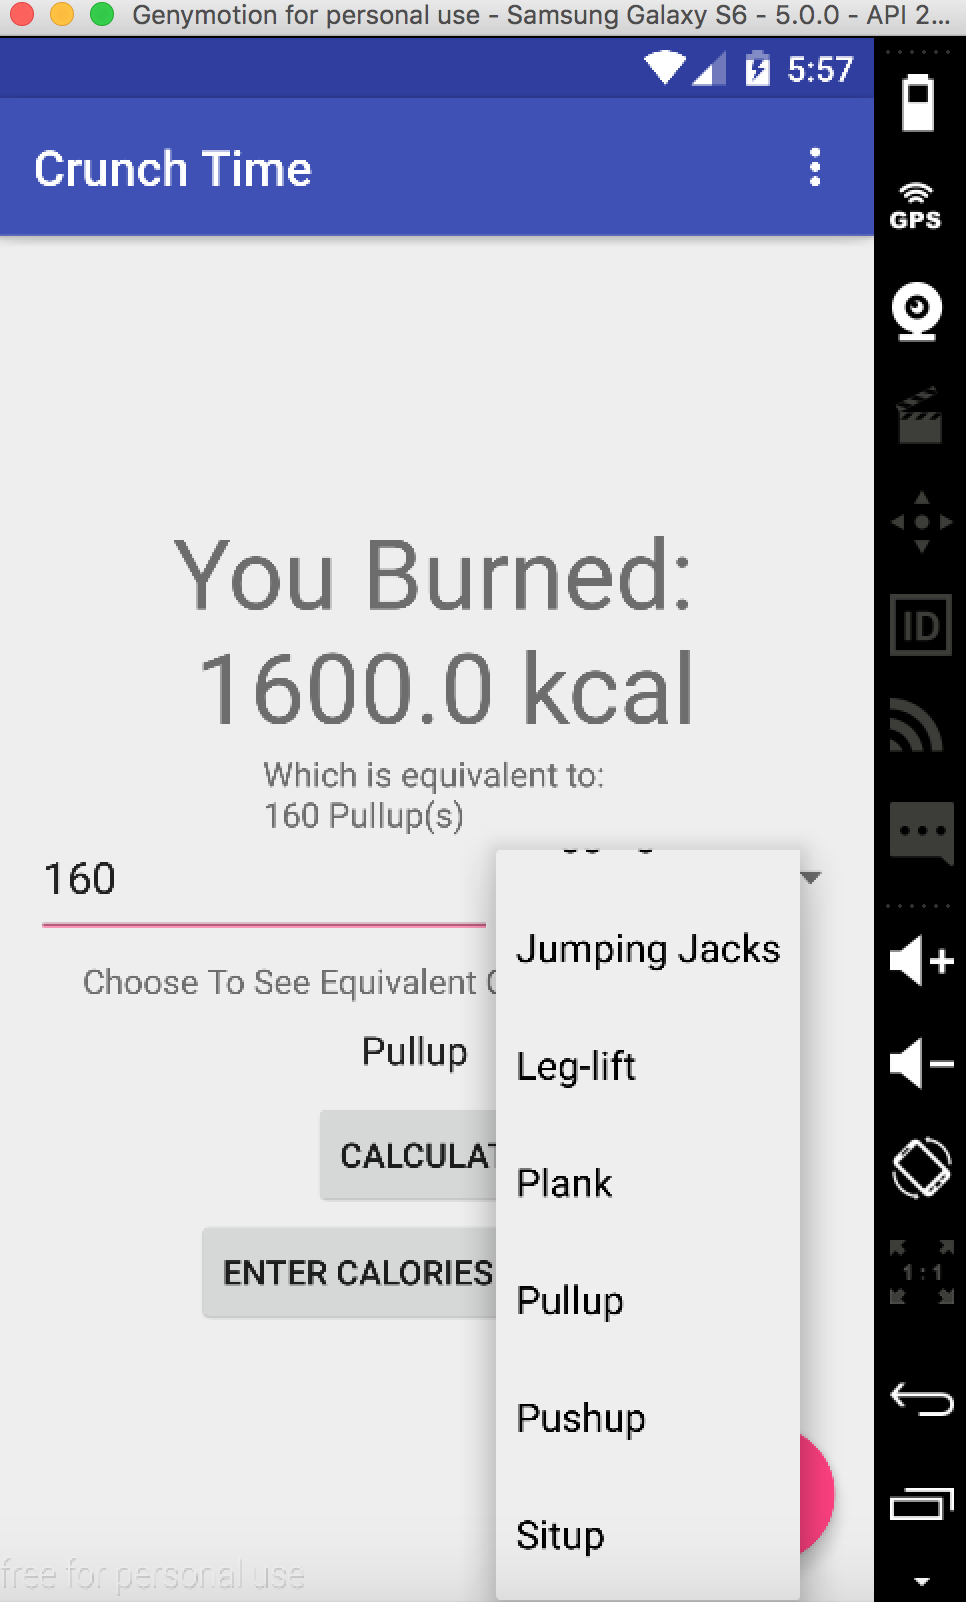 Genymotion for personal use - Samsung Galaxy S6 - 5.0.0 - API 2...
5:57
Crunch Time
GPS
ID
You Burned:
1600.0 kcal
Which is equivalent to:
160 Pullup(s)
160
Jumping Jacks
Choose To See Equivalent
Pullup
Leg-lift
CALCULAT
Plank
ENTER CALORIES
1:1
Pullup
Pushup
Situp
free for personal use